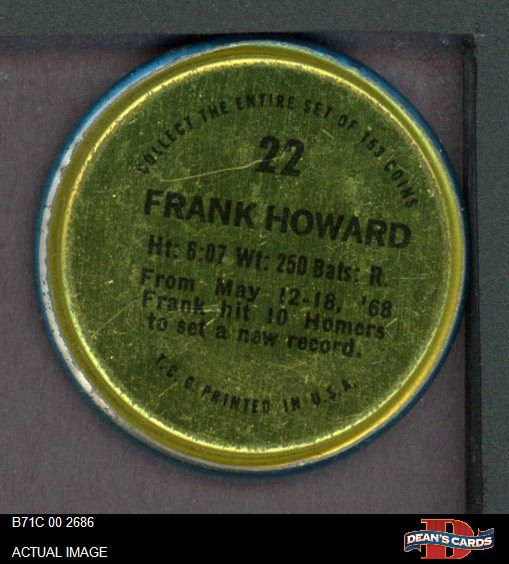 COLLECT THE ENTIRE SET OF 153 COINS
22
FRANK HOWARD
Ht: 6:07 Wt: 250 Bats: R.
From May 12-18, '68
Frank hit 10 Homers
to set a new record.
T.C.G. PRINTED IN U.S.A.
B71C 00 2686
ACTUAL IMAGE
D
DEAN'S CARDS